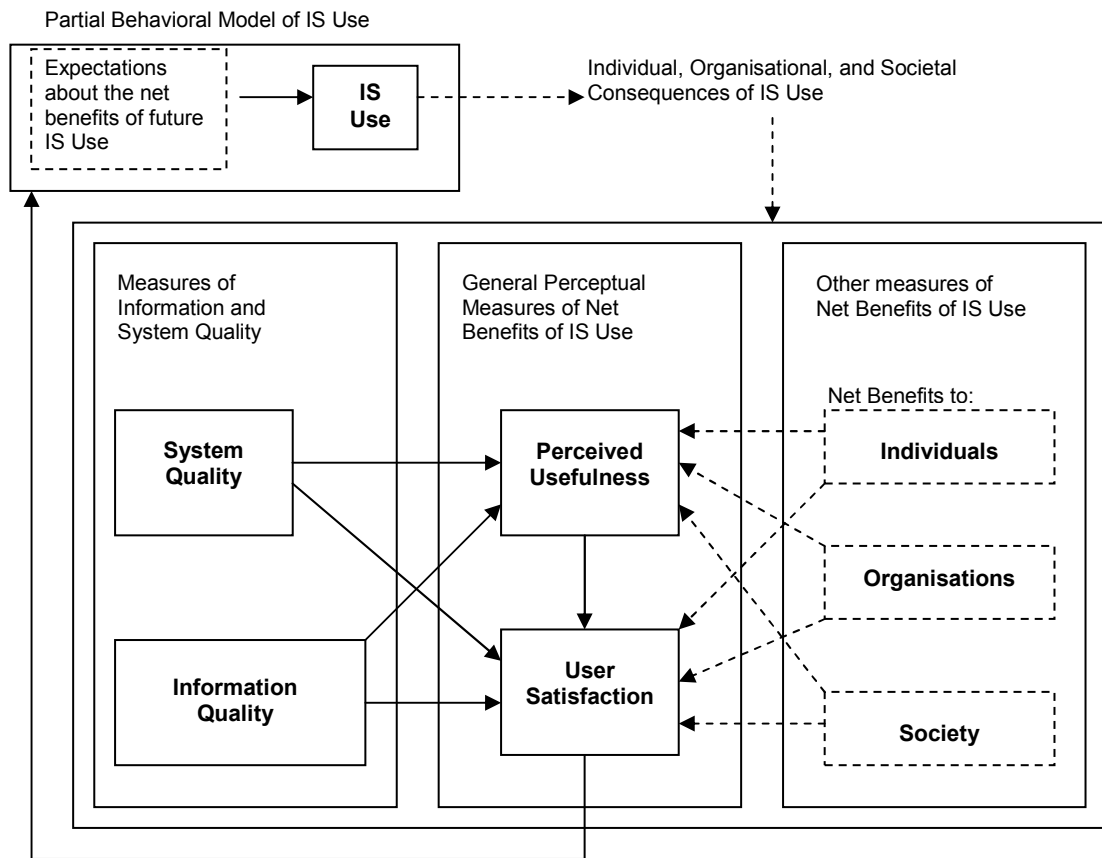 Partial Behavioral Model of IS Use
Expectations
about the net
benefits of future
IS Use
IS
Use
Individual, Organisational, and Societal
Consequences of IS Use
Measures of
Information and
System Quality
General Perceptual
Measures of Net
Benefits of IS Use
Other measures of
Net Benefits of IS Use
System
Quality
Perceived
Usefulness
Net Benefits to:
Individuals
Organisations
Information
Quality
User
Satisfaction
Society